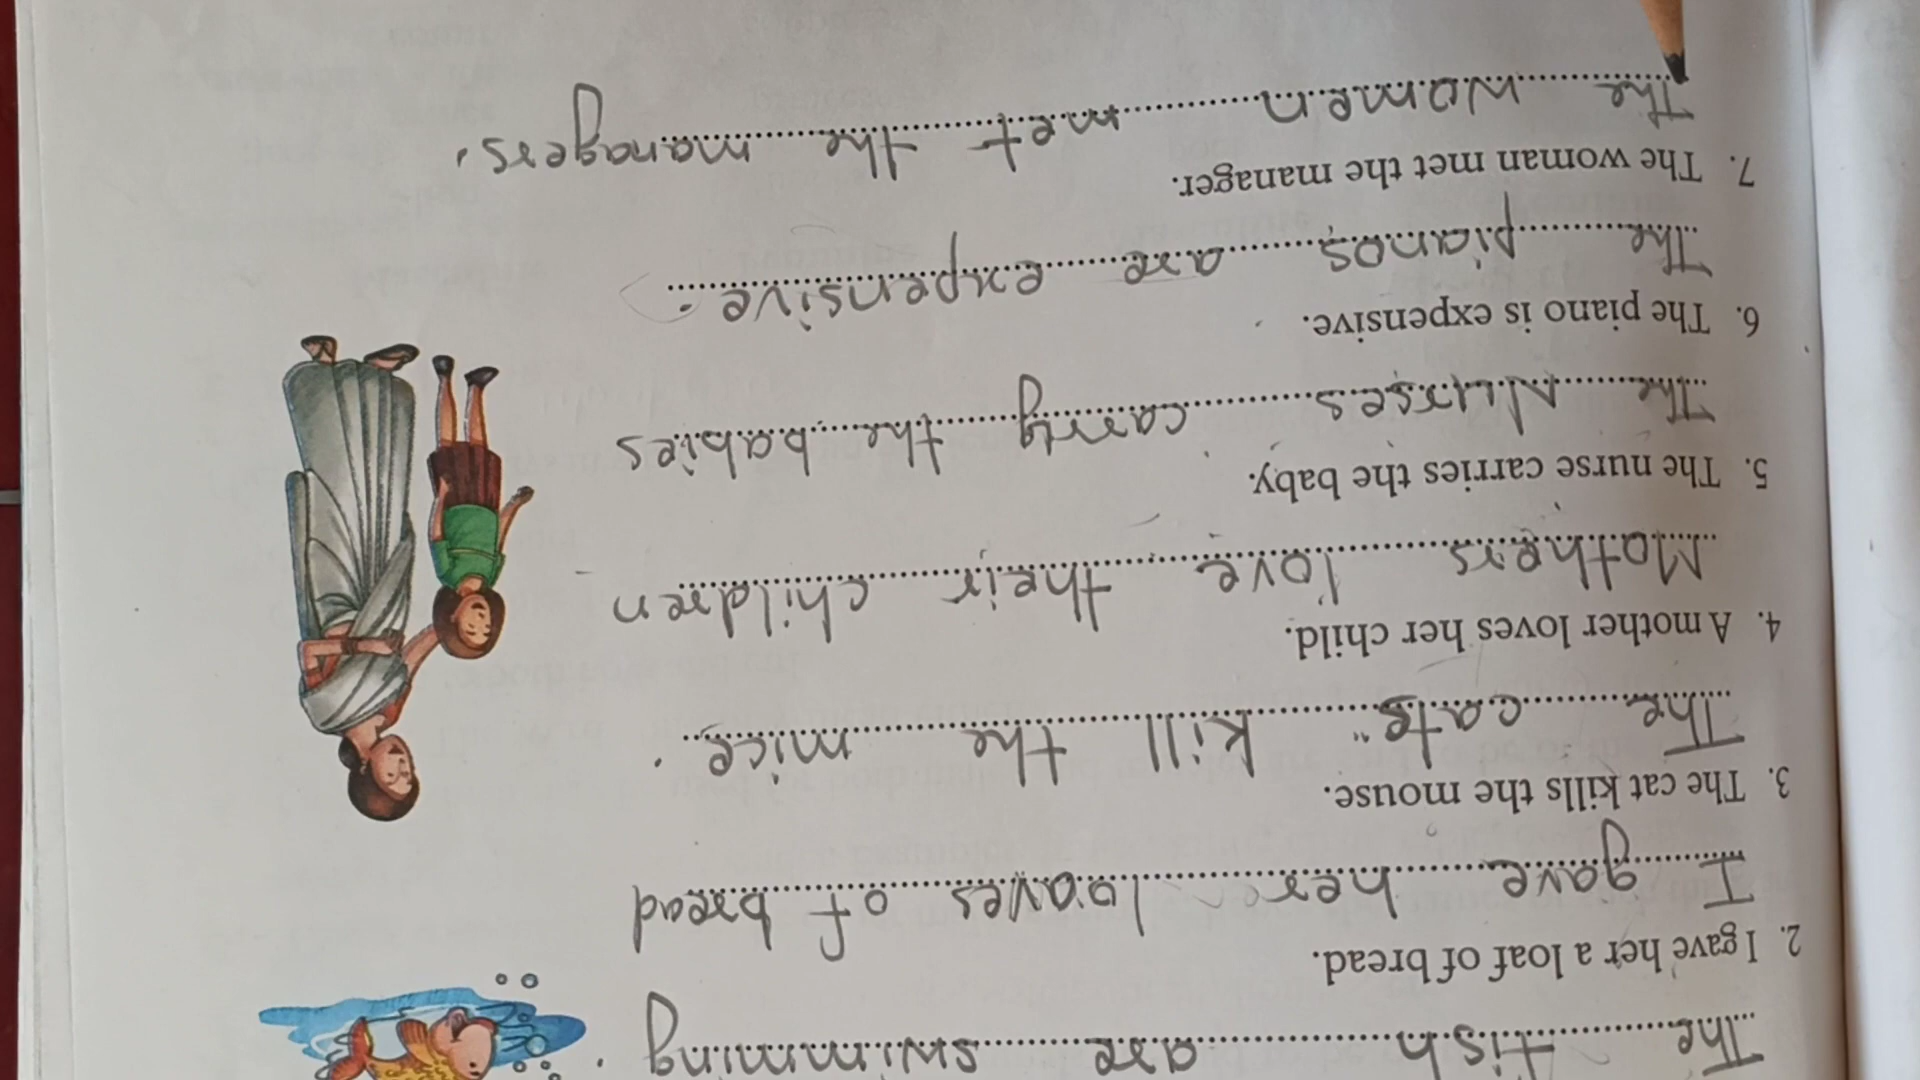 The fish are swimming.
2. I gave her a loaf of bread.
I gave her loaves of bread
3. The cat kills the mouse.
The cats kill the mice.
4. A mother loves her child.
Mothers love their children
5. The nurse carries the baby.
The Nurses carry the babies
6. The piano is expensive.
The pianos are expensive.
7. The woman met the manager.
The women met the managers.